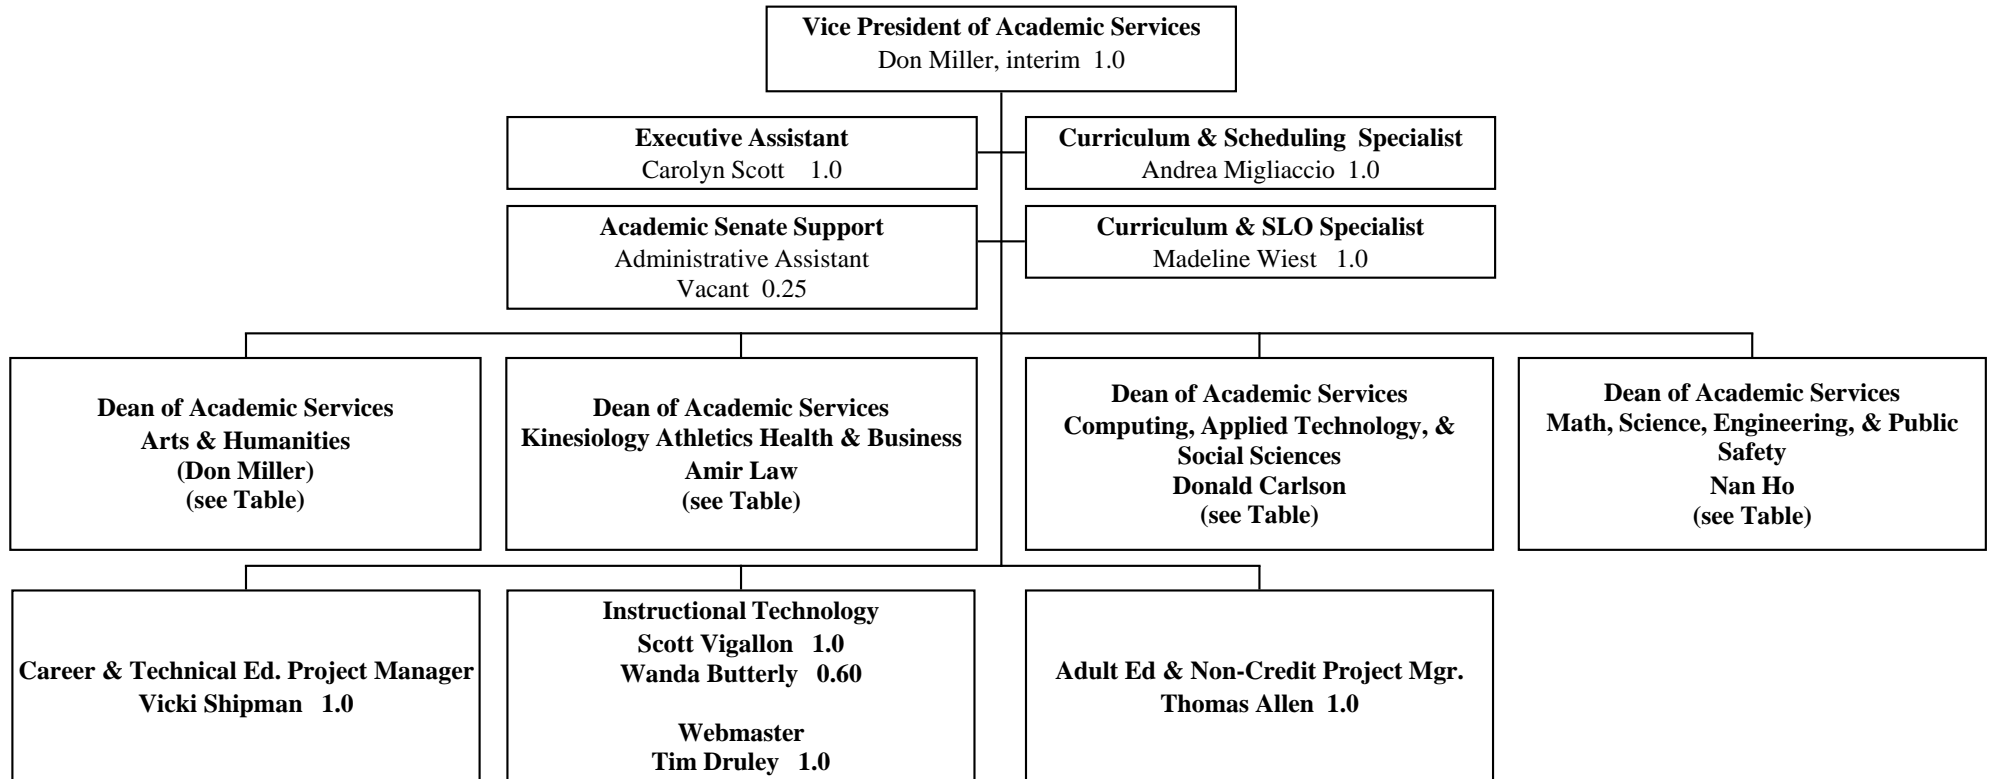 Vice President of Academic Services
Don Miller, interim 1.0
Executive Assistant
Carolyn Scott 1.0
Curriculum & Scheduling Specialist
Andrea Migliaccio 1.0
Academic Senate Support
Administrative Assistant
Vacant 0.25
Curriculum & SLO Specialist
Madeline Wiest 1.0
Dean of Academic Services
Arts & Humanities
(Don Miller)
(see Table)
Dean of Academic Services
Kinesiology Athletics Health & Business
Amir Law
(see Table)
Dean of Academic Services
Computing, Applied Technology, &
Social Sciences
Donald Carlson
(see Table)
Dean of Academic Services
Math, Science, Engineering, & Public
Safety
Nan Ho
(see Table)
Career & Technical Ed. Project Manager
Vicki Shipman 1.0
Instructional Technology
Scott Vigallon 1.0
Wanda Butterly 0.60
Webmaster
Tim Druley 1.0
Adult Ed & Non-Credit Project Mgr.
Thomas Allen 1.0